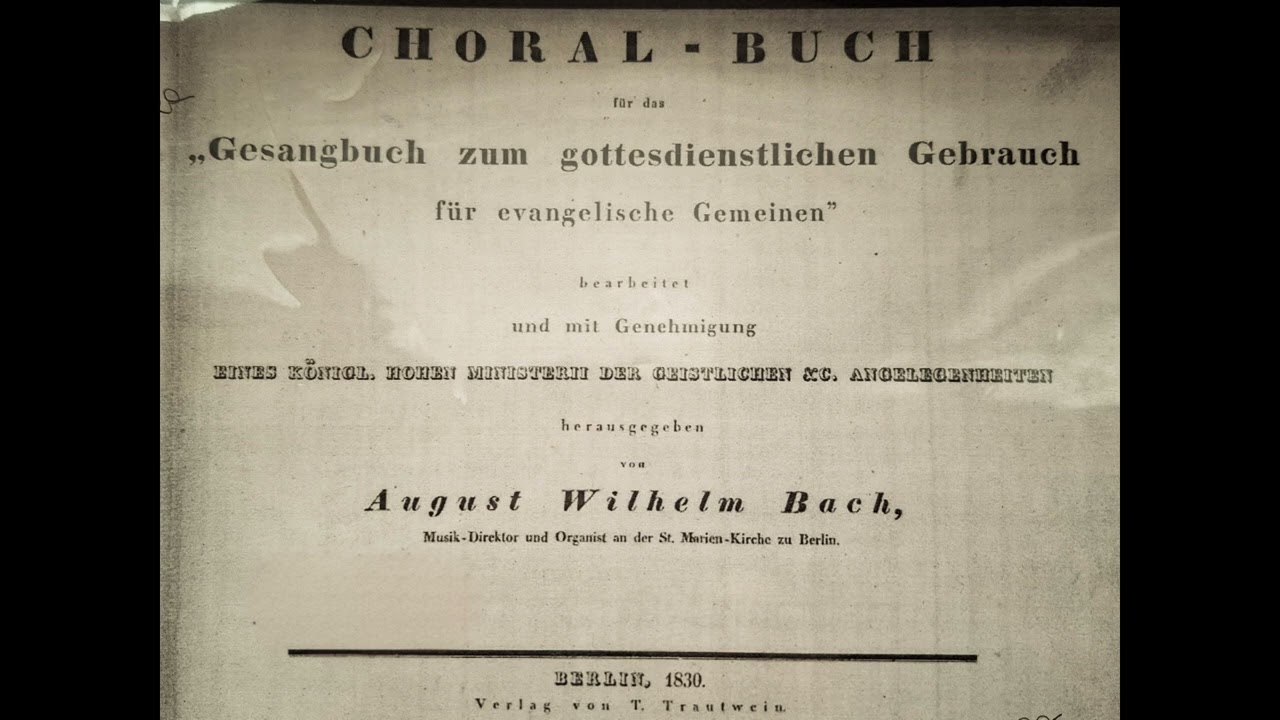 CHORAL - BUCH
für das
„Gesangbuch zum gottesdienstlichen Gebrauch
für evangelische Gemeinen”
bearbeitet
und mit Genehmigung
EINES KÖNIGL. HOHEN MINISTERII DER GEISTLICHEN &C. ANGELEGENHEITEN
herausgegeben
von
August Wilhelm Bach,
Musik-Direktor und Organist an der St. Marien-Kirche zu Berlin.
BERLIN, 1830.
Verlag von T. Trautwein.